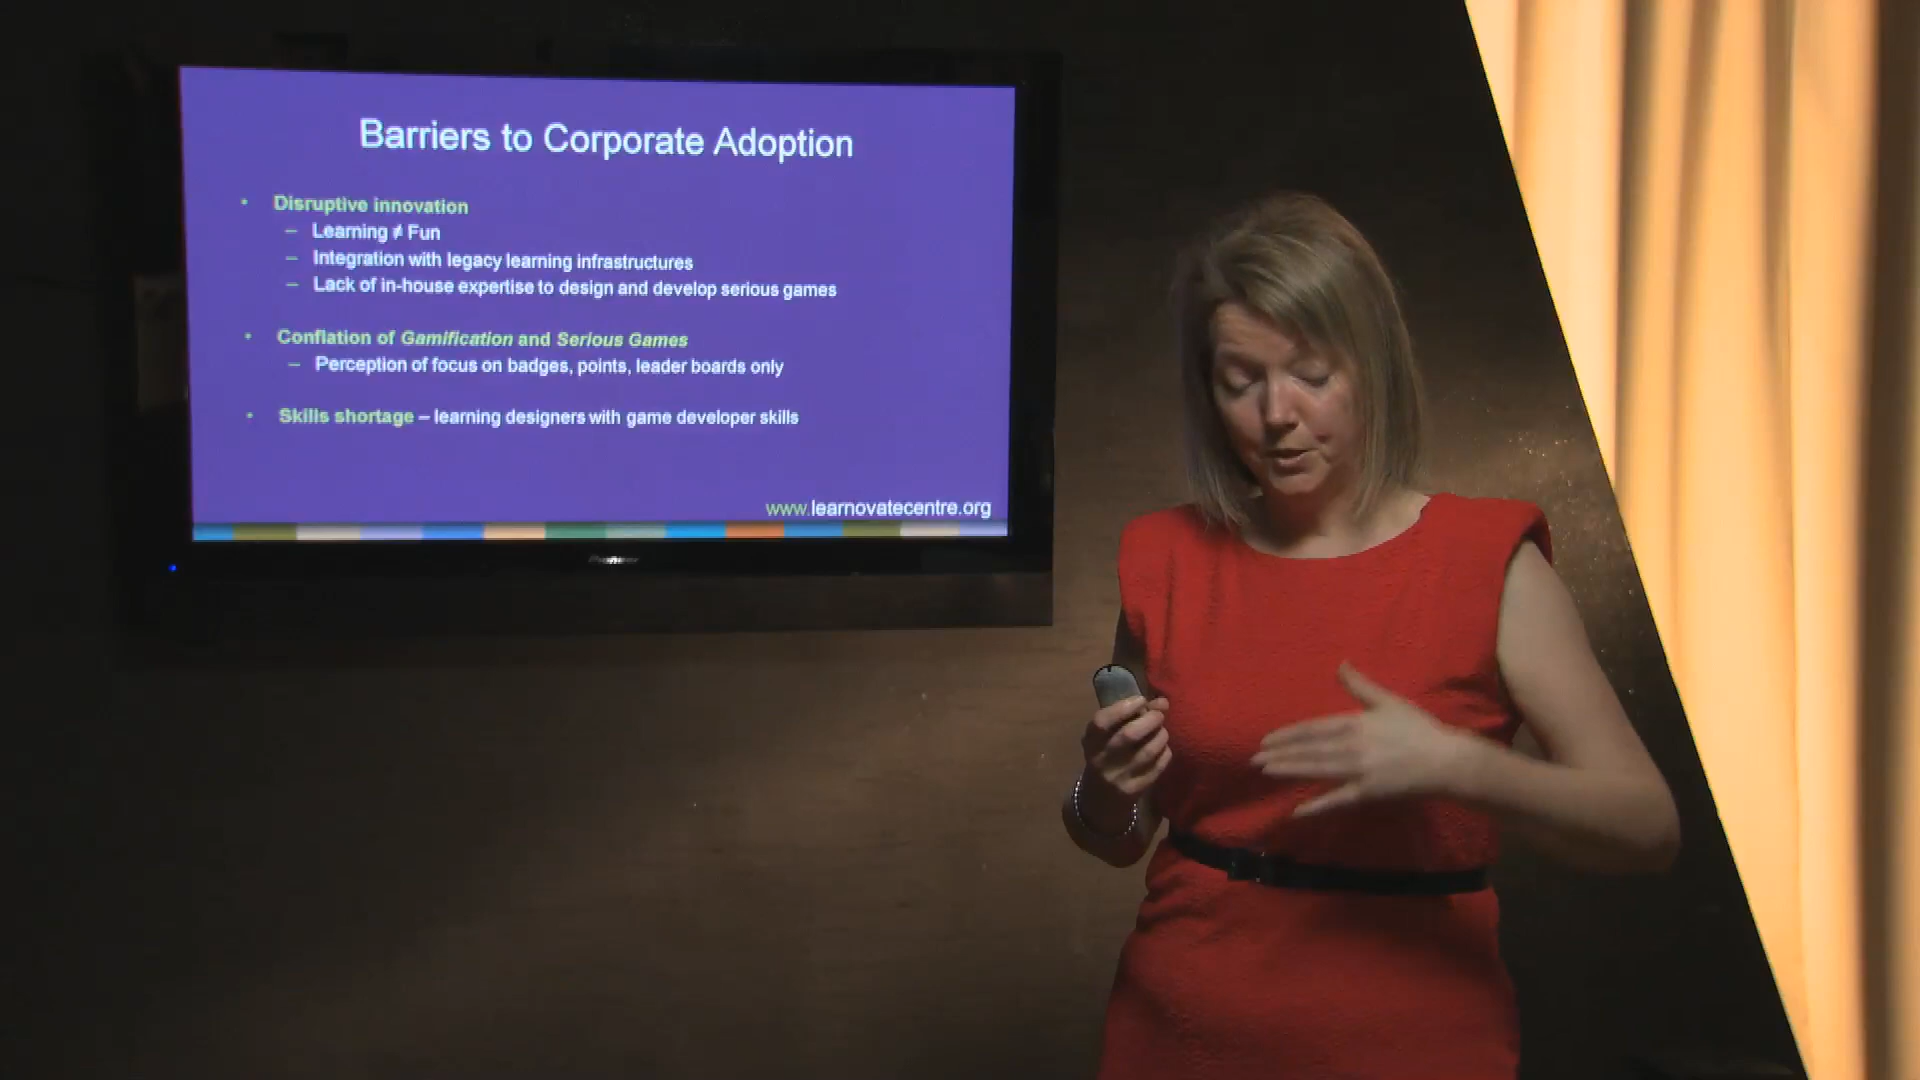 Barriers to Corporate Adoption
• Disruptive innovation
– Learning ≠ Fun
– Integration with legacy learning infrastructures
– Lack of in-house expertise to design and develop serious games
• Conflation of Gamification and Serious Games
– Perception of focus on badges, points, leader boards only
• Skills shortage – learning designers with game developer skills
www.learnovatecentre.org
Pioneer